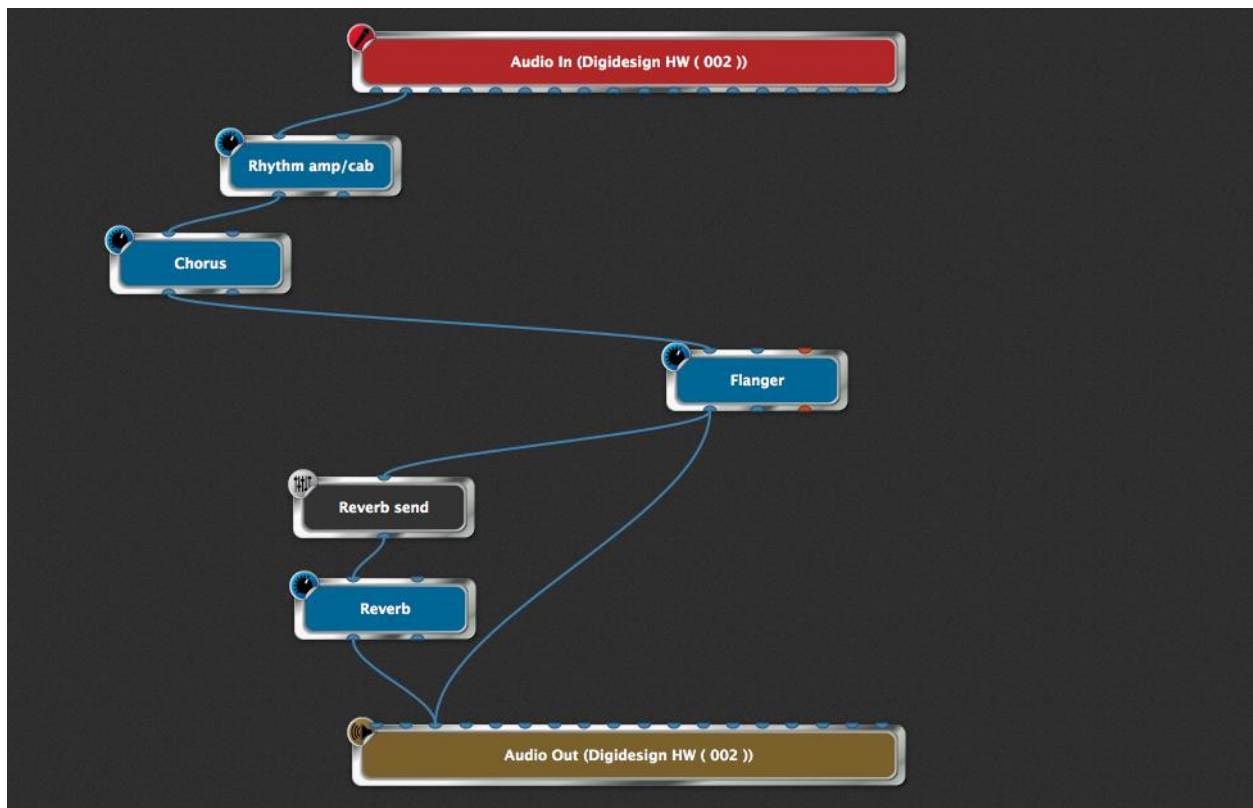 Audio In (Digidesign HW ( 002 ))
Rhythm amp/cab
Chorus
Flanger
Reverb send
Reverb
Audio Out (Digidesign HW ( 002 ))